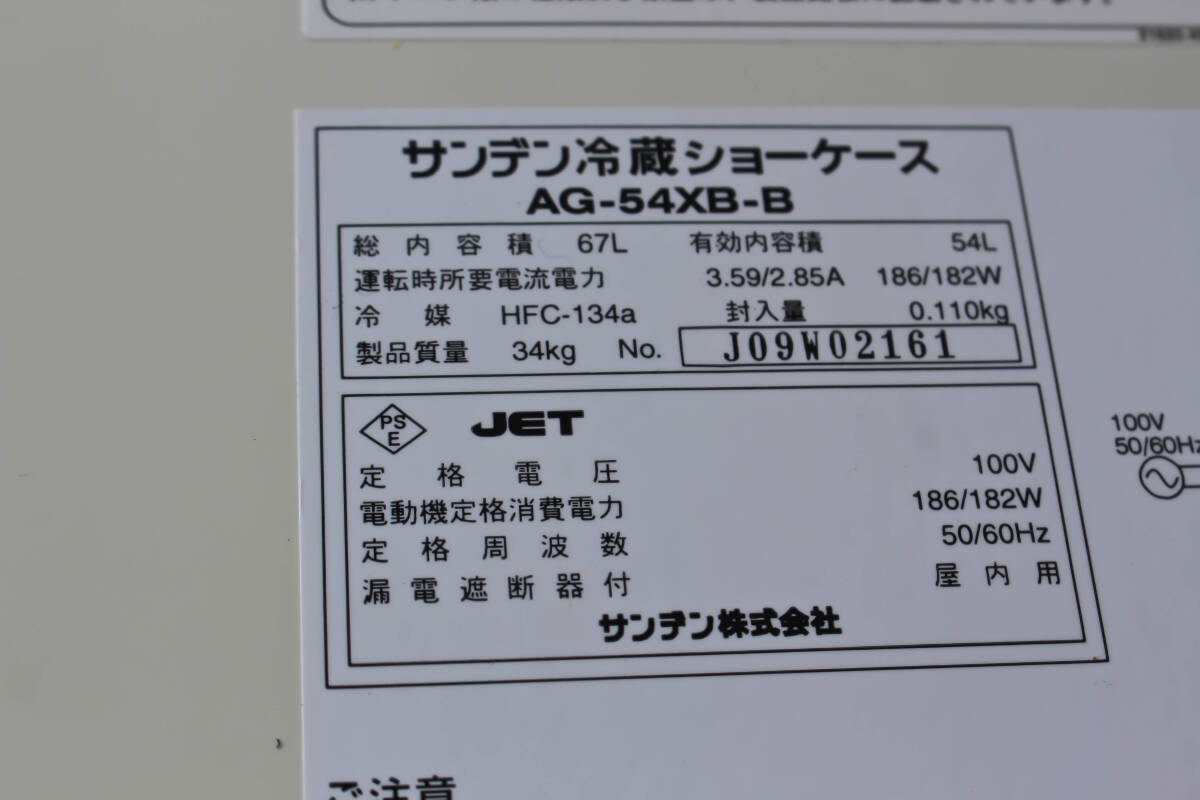 サンデン冷蔵ショーケース
AG-54XB-B
総内容積 67L 有効内容積 54L
運転時所要電流電力 3.59/2.85A 186/182W
冷媒 HFC-134a 封入量 0.110kg
製品質量 34kg No. J09W02161
PSE JET
定格電圧 100V
電動機定格消費電力 186/182W
定格周波数 50/60Hz
漏電遮断器付 屋内用
サンデン株式会社
100V
50/60Hz
ご注意